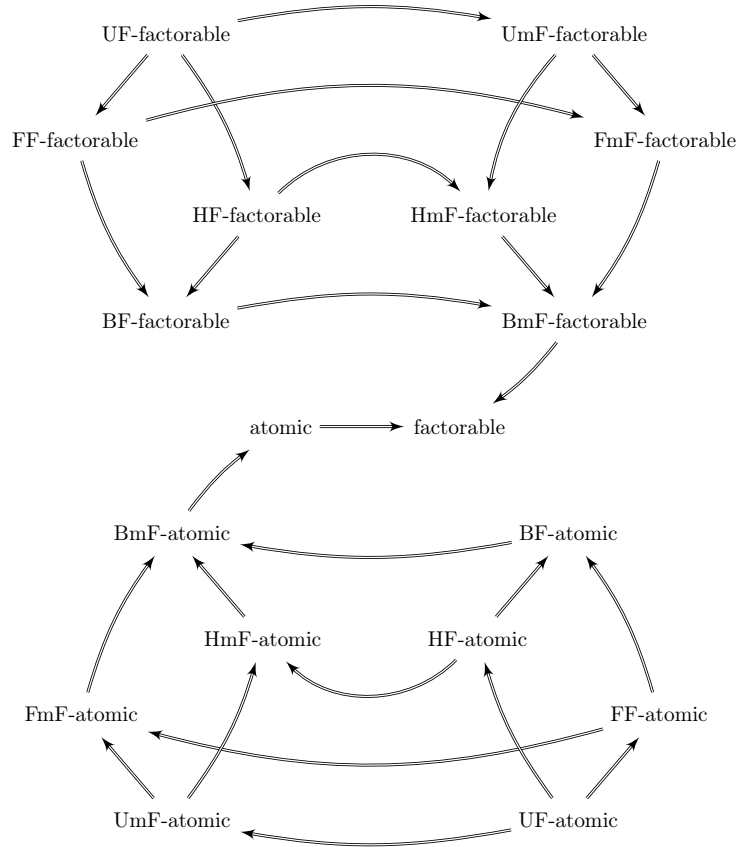 UF-factorable UmF-factorable
FF-factorable FmF-factorable
HF-factorable HmF-factorable
BF-factorable BmF-factorable
atomic factorable
BmF-atomic BF-atomic
HmF-atomic HF-atomic
FmF-atomic FF-atomic
UmF-atomic UF-atomic